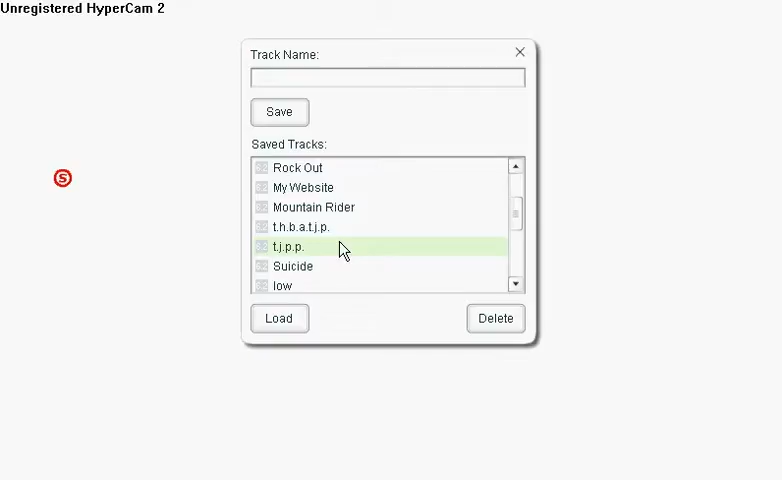 Unregistered HyperCam 2
Track Name:
Save
Saved Tracks:
Rock Out
My Website
Mountain Rider
t.h.b.a.t.j.p.
t.j.p.p.
Suicide
low
Load
Delete
S